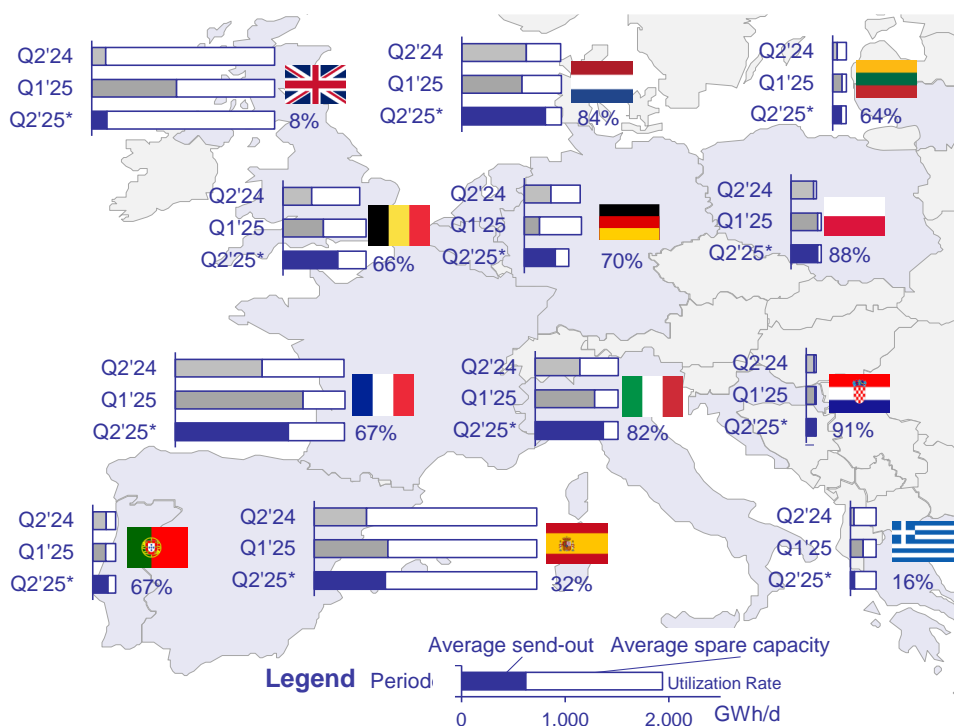 Q2'24
Q1'25
Q2'25*
8%
Q2'24
Q1'25
Q2'25*
84%
Q2'24
Q1'25
Q2'25*
64%
Q2'24
Q1'25
Q2'25*
66%
Q2'24
Q1'25
Q2'25*
70%
Q2'24
Q1'25
Q2'25*
88%
Q2'24
Q1'25
Q2'25*
67%
Q2'24
Q1'25
Q2'25*
82%
Q2'24
Q1'25
Q2'25*
91%
Q2'24
Q1'25
Q2'25*
67%
Q2'24
Q1'25
Q2'25*
32%
Q2'24
Q1'25
Q2'25*
16%
Average send-out Average spare capacity
Legend Period Utilization Rate
0 1,000 2,000 GWh/d